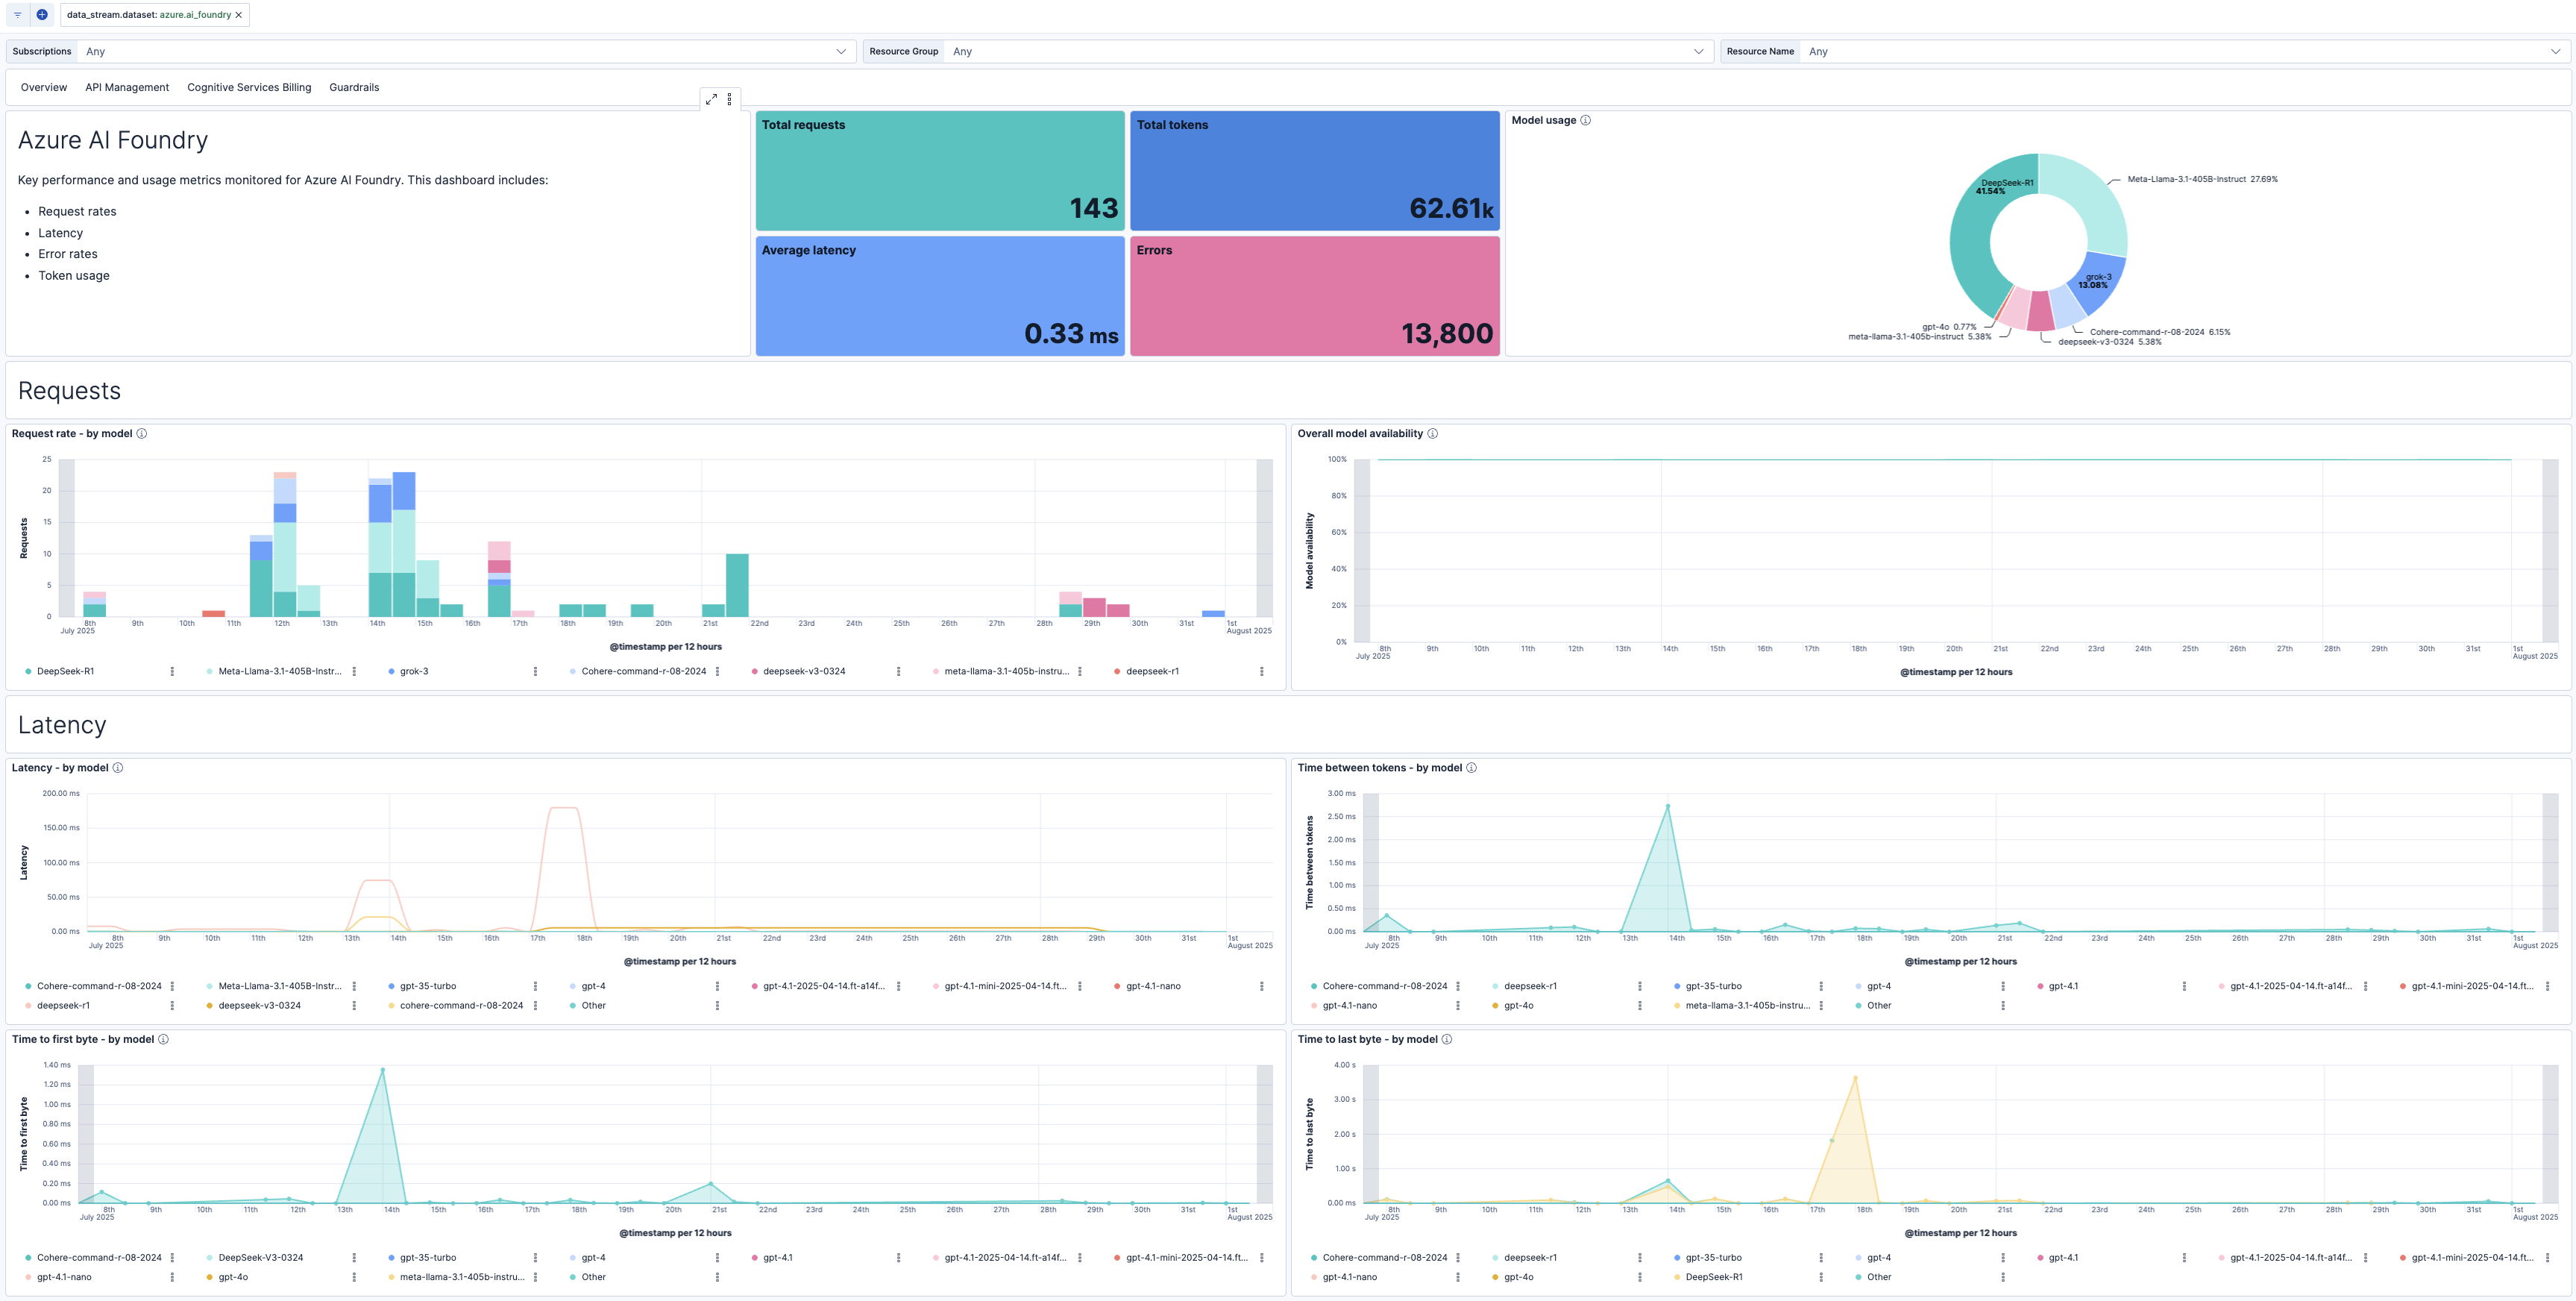 data_stream.dataset: azure.ai_foundry ×
Subscriptions Any
Resource Group Any
Resource Name Any
Overview API Management Cognitive Services Billing Guardrails
Azure AI Foundry
Key performance and usage metrics monitored for Azure AI Foundry. This dashboard includes:
• Request rates
• Latency
• Error rates
• Token usage
Total requests
143
Total tokens
62.61k
Average latency
0.33 ms
Errors
13,800
Model usage
DeepSeek-R1
41.54%
Meta-Llama-3.1-405B-Instruct 27.69%
grok-3
13.08%
gpt-4o 0.77%
meta-llama-3.1-405b-instruct 5.38%
Cohere-command-r-08-2024 6.15%
deepseek-v3-0324 5.38%
Requests
Request rate - by model
Requests
25
20
15
10
5
0
8th 9th 10th 11th 12th 13th 14th 15th 16th 17th 18th 19th 20th 21st 22nd 23rd 24th 25th 26th 27th 28th 29th 30th 31st 1st
July 2025 August 2025
@timestamp per 12 hours
DeepSeek-R1 Meta-Llama-3.1-405B-Instr... grok-3 Cohere-command-r-08-2024 deepseek-v3-0324 meta-llama-3.1-405b-instru... deepseek-r1
Overall model availability
Model availability
100%
80%
60%
40%
20%
0%
8th 9th 10th 11th 12th 13th 14th 15th 16th 17th 18th 19th 20th 21st 22nd 23rd 24th 25th 26th 27th 28th 29th 30th 31st 1st
July 2025 August 2025
@timestamp per 12 hours
Latency
Latency - by model
Latency
200.00 ms
150.00 ms
100.00 ms
50.00 ms
0.00 ms
8th 9th 10th 11th 12th 13th 14th 15th 16th 17th 18th 19th 20th 21st 22nd 23rd 24th 25th 26th 27th 28th 29th 30th 31st 1st
July 2025 August 2025
@timestamp per 12 hours
Cohere-command-r-08-2024 Meta-Llama-3.1-405B-Instr... gpt-35-turbo gpt-4 gpt-4.1-2025-04-14.ft-a14f... gpt-4.1-mini-2025-04-14.ft... gpt-4.1-nano
deepseek-r1 deepseek-v3-0324 cohere-command-r-08-2024 Other
Time between tokens - by model
Time between tokens
3.00 ms
2.50 ms
2.00 ms
1.50 ms
1.00 ms
0.50 ms
0.00 ms
8th 9th 10th 11th 12th 13th 14th 15th 16th 17th 18th 19th 20th 21st 22nd 23rd 24th 25th 26th 27th 28th 29th 30th 31st 1st
July 2025 August 2025
@timestamp per 12 hours
Cohere-command-r-08-2024 deepseek-r1 gpt-35-turbo gpt-4 gpt-4.1 gpt-4.1-2025-04-14.ft-a14f... gpt-4.1-mini-2025-04-14.ft...
gpt-4.1-nano gpt-4o meta-llama-3.1-405b-instru... Other
Time to first byte - by model
Time to first byte
1.40 ms
1.20 ms
1.00 ms
0.80 ms
0.60 ms
0.40 ms
0.20 ms
0.00 ms
8th 9th 10th 11th 12th 13th 14th 15th 16th 17th 18th 19th 20th 21st 22nd 23rd 24th 25th 26th 27th 28th 29th 30th 31st 1st
July 2025 August 2025
@timestamp per 12 hours
Cohere-command-r-08-2024 DeepSeek-V3-0324 gpt-35-turbo gpt-4 gpt-4.1 gpt-4.1-2025-04-14.ft-a14f... gpt-4.1-mini-2025-04-14.ft...
gpt-4.1-nano gpt-4o meta-llama-3.1-405b-instru... Other
Time to last byte - by model
Time to last byte
4.00 s
3.00 s
2.00 s
1.00 s
0.00 ms
8th 9th 10th 11th 12th 13th 14th 15th 16th 17th 18th 19th 20th 21st 22nd 23rd 24th 25th 26th 27th 28th 29th 30th 31st 1st
July 2025 August 2025
@timestamp per 12 hours
Cohere-command-r-08-2024 deepseek-r1 gpt-35-turbo gpt-4 gpt-4.1 gpt-4.1-2025-04-14.ft-a14f... gpt-4.1-mini-2025-04-14.ft...
gpt-4.1-nano gpt-4o DeepSeek-R1 Other